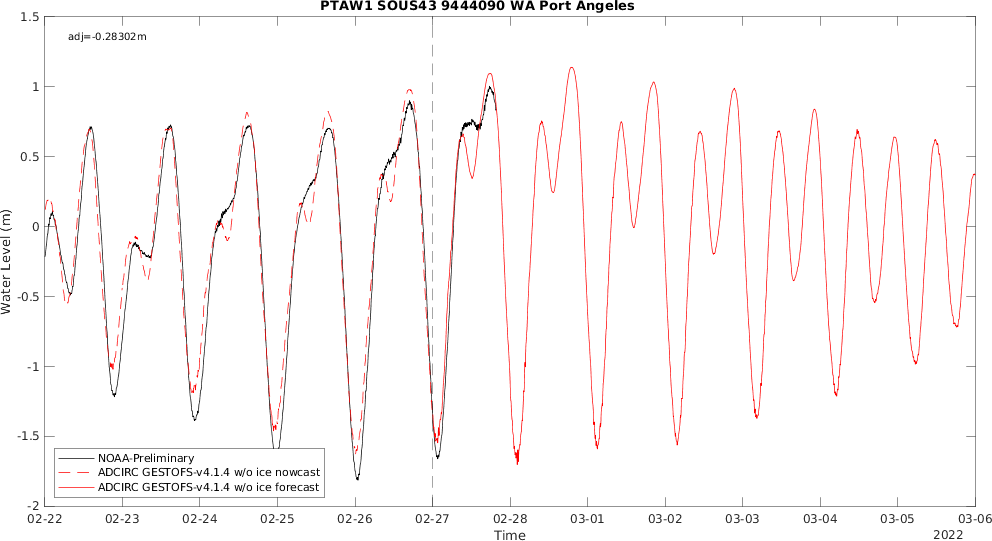 PTAW1 SOUS43 9444090 WA Port Angeles
adj=-0.28302m
1.5
1
0.5
0
-0.5
-1
-1.5
-2
Water Level (m)
NOAA-Preliminary
ADCIRC GESTOFS-v4.1.4 w/o ice nowcast
ADCIRC GESTOFS-v4.1.4 w/o ice forecast
02-22 02-23 02-24 02-25 02-26 02-27 02-28 03-01 03-02 03-03 03-04 03-05 03-06
Time
2022